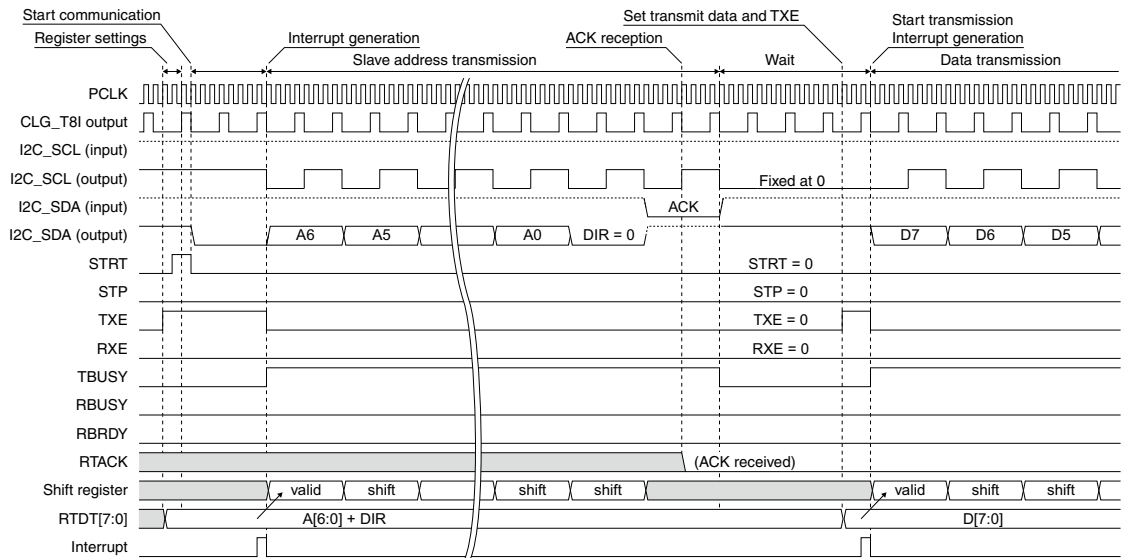 Start communication
Set transmit data and TXE
Start transmission
Register settings
Interrupt generation
ACK reception
Interrupt generation
Slave address transmission
Wait
Data transmission
PCLK
CLG_T8I output
I2C_SCL (input)
I2C_SCL (output)
Fixed at 0
I2C_SDA (input)
ACK
I2C_SDA (output)
A6
A5
A0
DIR = 0
D7
D6
D5
STRT
STRT = 0
STP
STP = 0
TXE
TXE = 0
RXE
RXE = 0
TBUSY
RBUSY
RBRDY
RTACK
(ACK received)
Shift register
valid
shift
shift
shift
valid
shift
shift
RTDT[7:0]
A[6:0] + DIR
D[7:0]
Interrupt